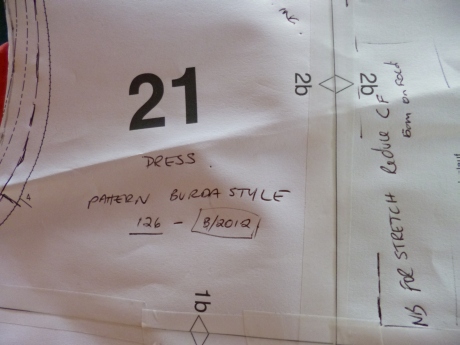 21
DRESS.
PATTERN BURDA STYLE
126 - 8/2012
2b
2b
1b
NB FOR STRETCH Reduce CF